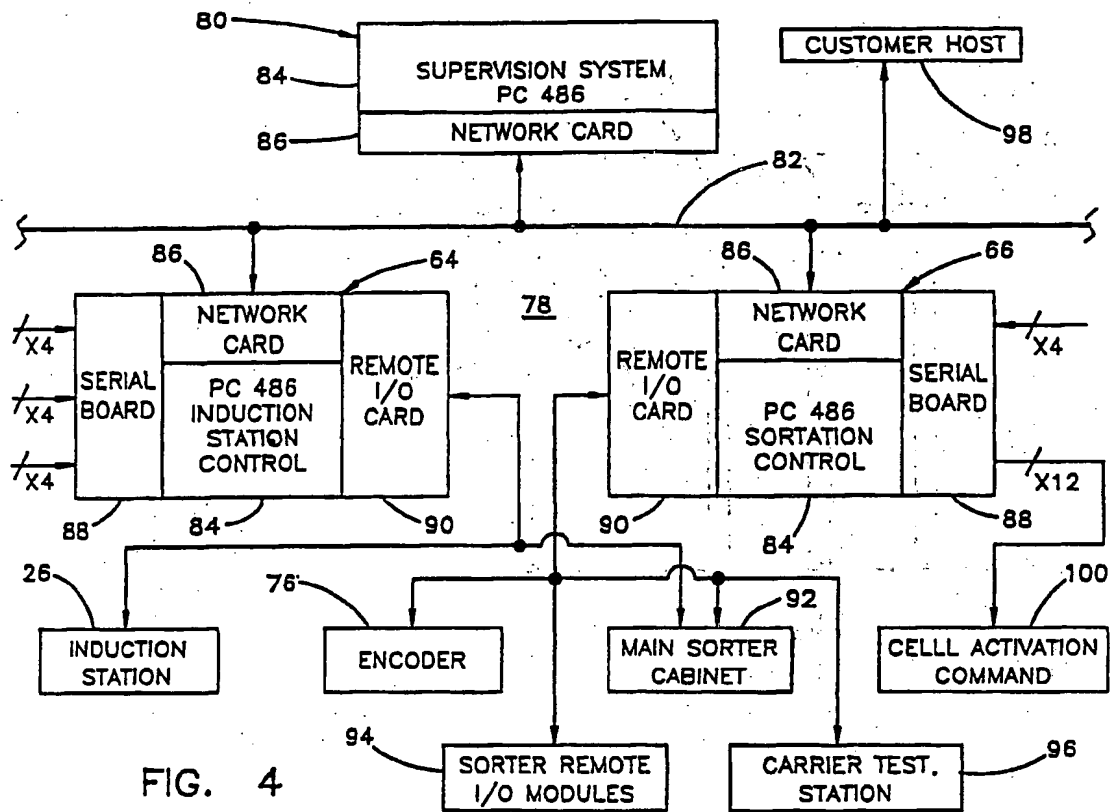 80
84
SUPERVISION SYSTEM
PC 486
86
NETWORK CARD
CUSTOMER HOST
98
82
86
64
78
86
66
X4
X4
X4
SERIAL
BOARD
NETWORK
CARD
PC 486
INDUCTION
STATION
CONTROL
REMOTE
I/O CARD
REMOTE
I/O CARD
NETWORK
CARD
PC 486
SORTATION
CONTROL
SERIAL
BOARD
X4
X12
88
84
90
90
84
88
26
INDUCTION
STATION
76
ENCODER
92
MAIN SORTER
CABINET
100
CELLL ACTIVATION
COMMAND
94
SORTER REMOTE
I/O MODULES
96
CARRIER TEST.
STATION
FIG. 4